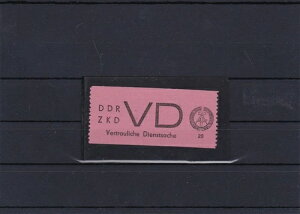 DDR
ZKD
VD
Vertrauliche Dienstsache
25